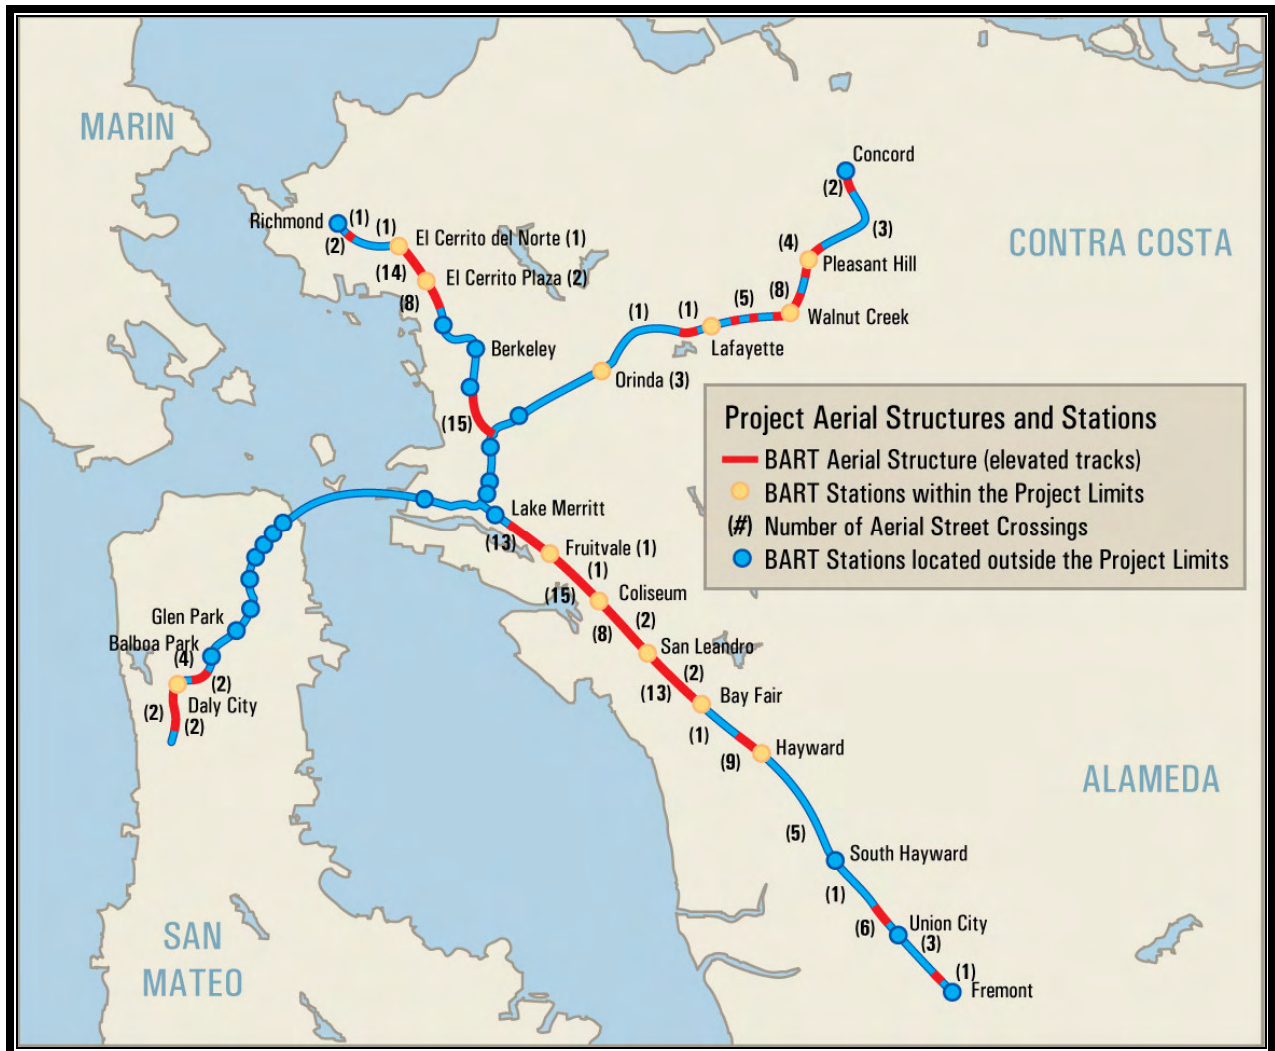 MARIN
Concord
(2)
Richmond
(1)
(1)
(2)
El Cerrito del Norte (1)
(3)
CONTRA COSTA
(4)
Pleasant Hill
(14)
El Cerrito Plaza (2)
(8)
(8)
(5)
(1)
(1)
Walnut Creek
Berkeley
Lafayette
Orinda (3)
(15)
Project Aerial Structures and Stations
BART Aerial Structure (elevated tracks)
BART Stations within the Project Limits
(#) Number of Aerial Street Crossings
BART Stations located outside the Project Limits
Lake Merritt
(13)
Fruitvale (1)
(1)
(15)
Coliseum
(2)
(8)
San Leandro
(2)
(13)
Bay Fair
Glen Park
Balboa Park
(4)
(2)
Daly City
(2)
(2)
(1)
Hayward
(9)
ALAMEDA
(5)
South Hayward
(1)
(6)
Union City
(3)
(1)
Fremont
SAN
MATEO